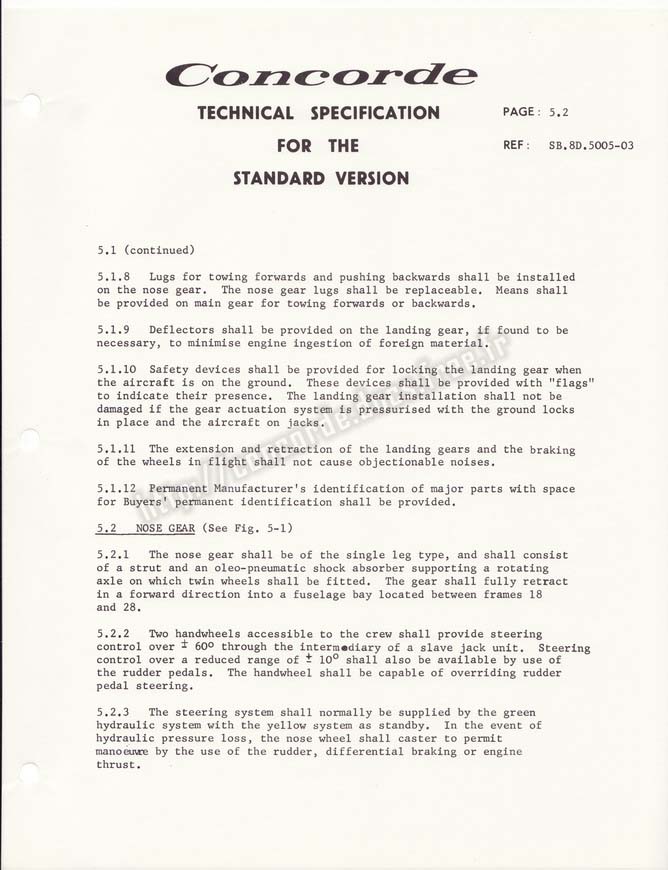 Concorde
TECHNICAL SPECIFICATION
FOR THE
STANDARD VERSION
PAGE: 5.2
REF: SB.8D.5005-03
5.1 (continued)
5.1.8 Lugs for towing forwards and pushing backwards shall be installed
on the nose gear. The nose gear lugs shall be replaceable. Means shall
be provided on main gear for towing forwards or backwards.
5.1.9 Deflectors shall be provided on the landing gear, if found to be
necessary, to minimise engine ingestion of foreign material.
5.1.10 Safety devices shall be provided for locking the landing gear when
the aircraft is on the ground. These devices shall be provided with "flags"
to indicate their presence. The landing gear installation shall not be
damaged if the gear actuation system is pressurised with the ground locks
in place and the aircraft on jacks.
5.1.11 The extension and retraction of the landing gears and the braking
of the wheels in flight shall not cause objectionable noises.
5.1.12 Permanent Manufacturer's identification of major parts with space
for Buyers' permanent identification shall be provided.
5.2 NOSE GEAR (See Fig. 5-1)
5.2.1 The nose gear shall be of the single leg type, and shall consist
of a strut and an oleo-pneumatic shock absorber supporting a rotating
axle on which twin wheels shall be fitted. The gear shall fully retract
in a forward direction into a fuselage bay located between frames 18
and 28.
5.2.2 Two handwheels accessible to the crew shall provide steering
control over ± 60° through the intermediary of a slave jack unit. Steering
control over a reduced range of ± 10° shall also be available by use of
the rudder pedals. The handwheel shall be capable of overriding rudder
pedal steering.
5.2.3 The steering system shall normally be supplied by the green
hydraulic system with the yellow system as standby. In the event of
hydraulic pressure loss, the nose wheel shall caster to permit
manoeuvre by the use of the rudder, differential braking or engine
thrust.